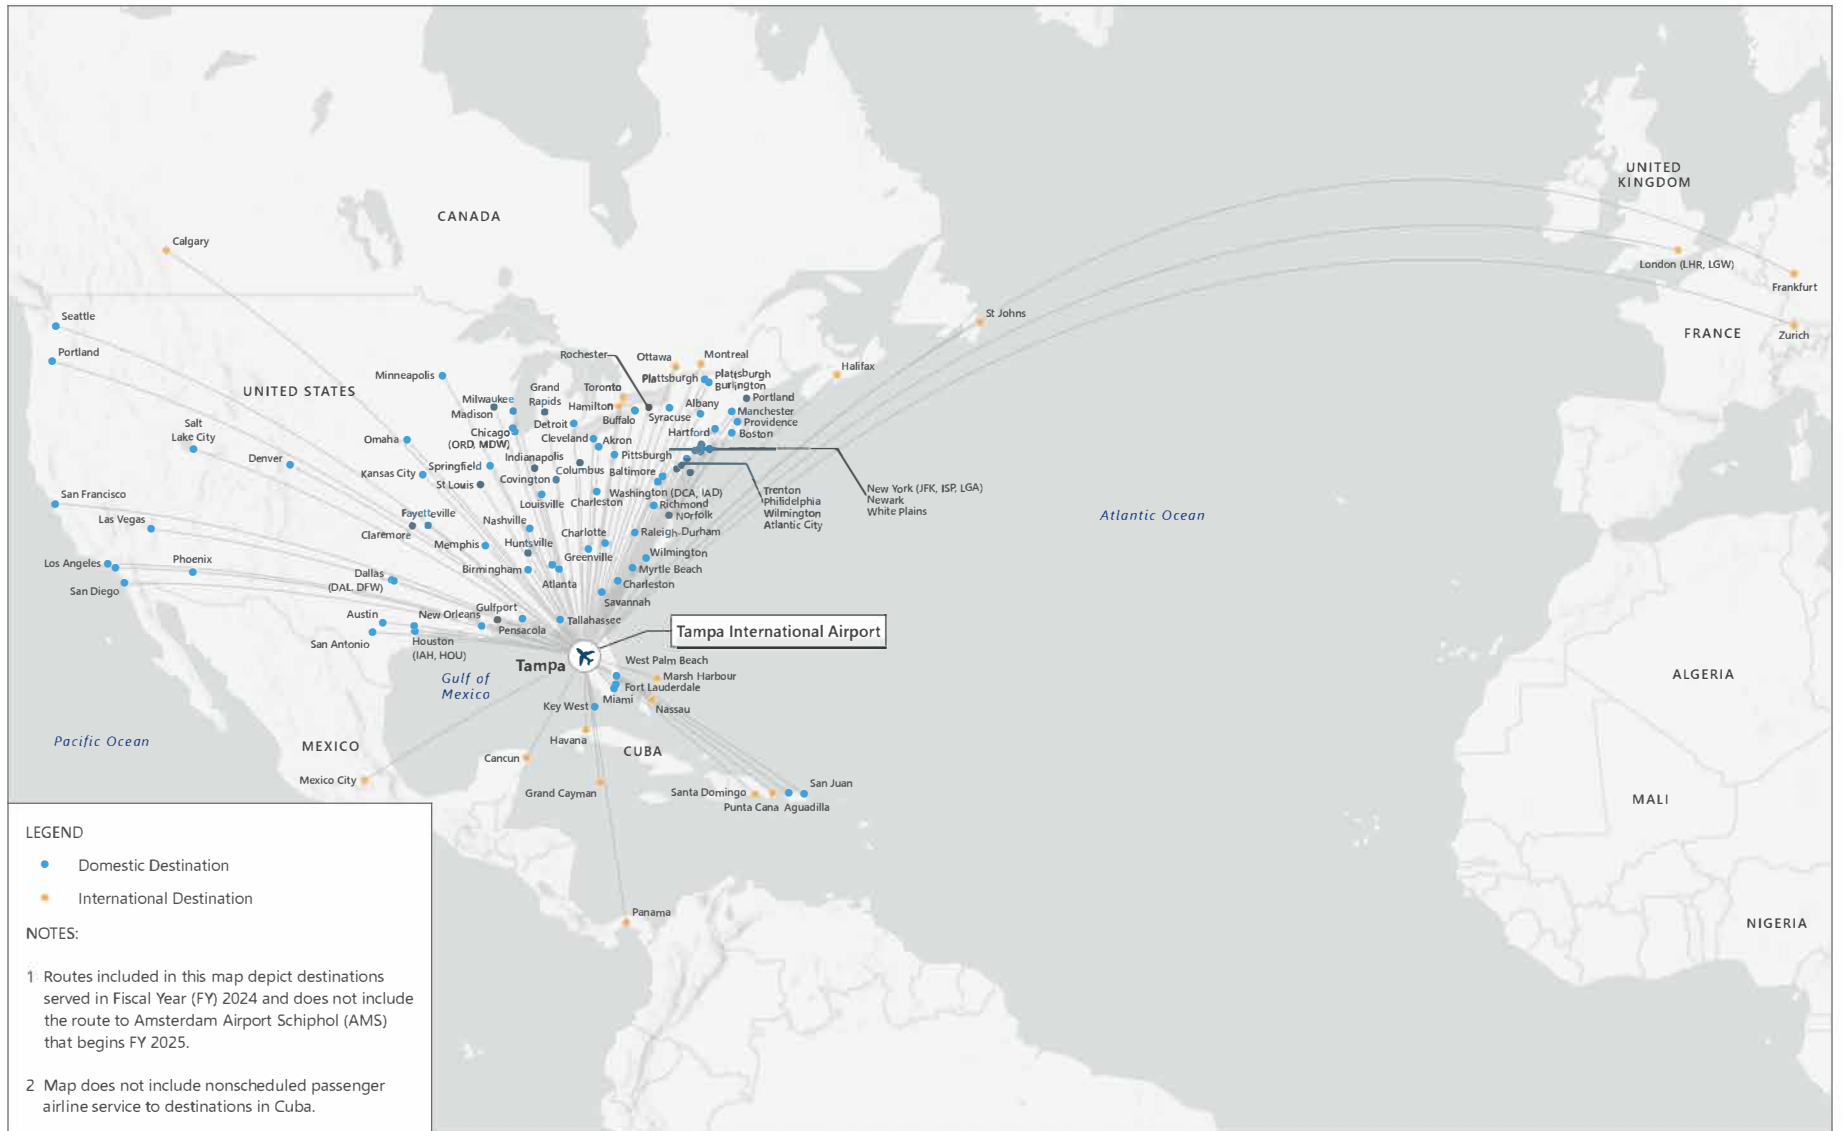 UNITED
KINGDOM
CANADA
Calgary
London (LHR, LGW)
Frankfurt
Seattle
St Johns
FRANCE
Zurich
Portland
Rochester
Ottawa
Montreal
Halifax
Minneapolis
Plattsburgh
Plattsburgh
Burlington
UNITED STATES
Grand
Rapids
Toronto
Milwaukee
Madison
Hamilton
Buffalo
Syracuse
Albany
Portland
Manchester
Providence
Boston
Hartford
Detroit
Chicago
(ORD, MDW)
Cleveland
Akron
Salt
Lake City
Omaha
Denver
Kansas City
Springfield
Indianapolis
Columbus
Pittsburgh
Baltimore
St Louis
Covington
Louisville
Charleston
Washington (DCA, IAD)
Richmond
Norfolk
Trenton
Philidelphia
Wilmington
Atlantic City
New York (JFK, ISP, LGA)
Newark
White Plains
San Francisco
Las Vegas
Fayetteville
Claremore
Nashville
Memphis
Huntsville
Charlotte
Greenville
Raleigh-Durham
Wilmington
Myrtle Beach
Charleston
Savannah
Atlantic Ocean
Los Angeles
Phoenix
San Diego
Dallas
(DAL, DFW)
Birmingham
Atlanta
Austin
New Orleans
Gulfport
Pensacola
Tallahassee
San Antonio
Houston
(IAH, HOU)
Tampa International Airport
Tampa
West Palm Beach
Marsh Harbour
Fort Lauderdale
Miami
Key West
Nassau
Gulf of
Mexico
ALGERIA
Pacific Ocean
MEXICO
Havana
CUBA
Cancun
Mexico City
Grand Cayman
Santa Domingo
San Juan
Punta Cana
Aguadilla
MALI
Panama
NIGERIA
LEGEND
Domestic Destination
International Destination
NOTES:
1 Routes included in this map depict destinations
served in Fiscal Year (FY) 2024 and does not include
the route to Amsterdam Airport Schiphol (AMS)
that begins FY 2025.
2 Map does not include nonscheduled passenger
airline service to destinations in Cuba.